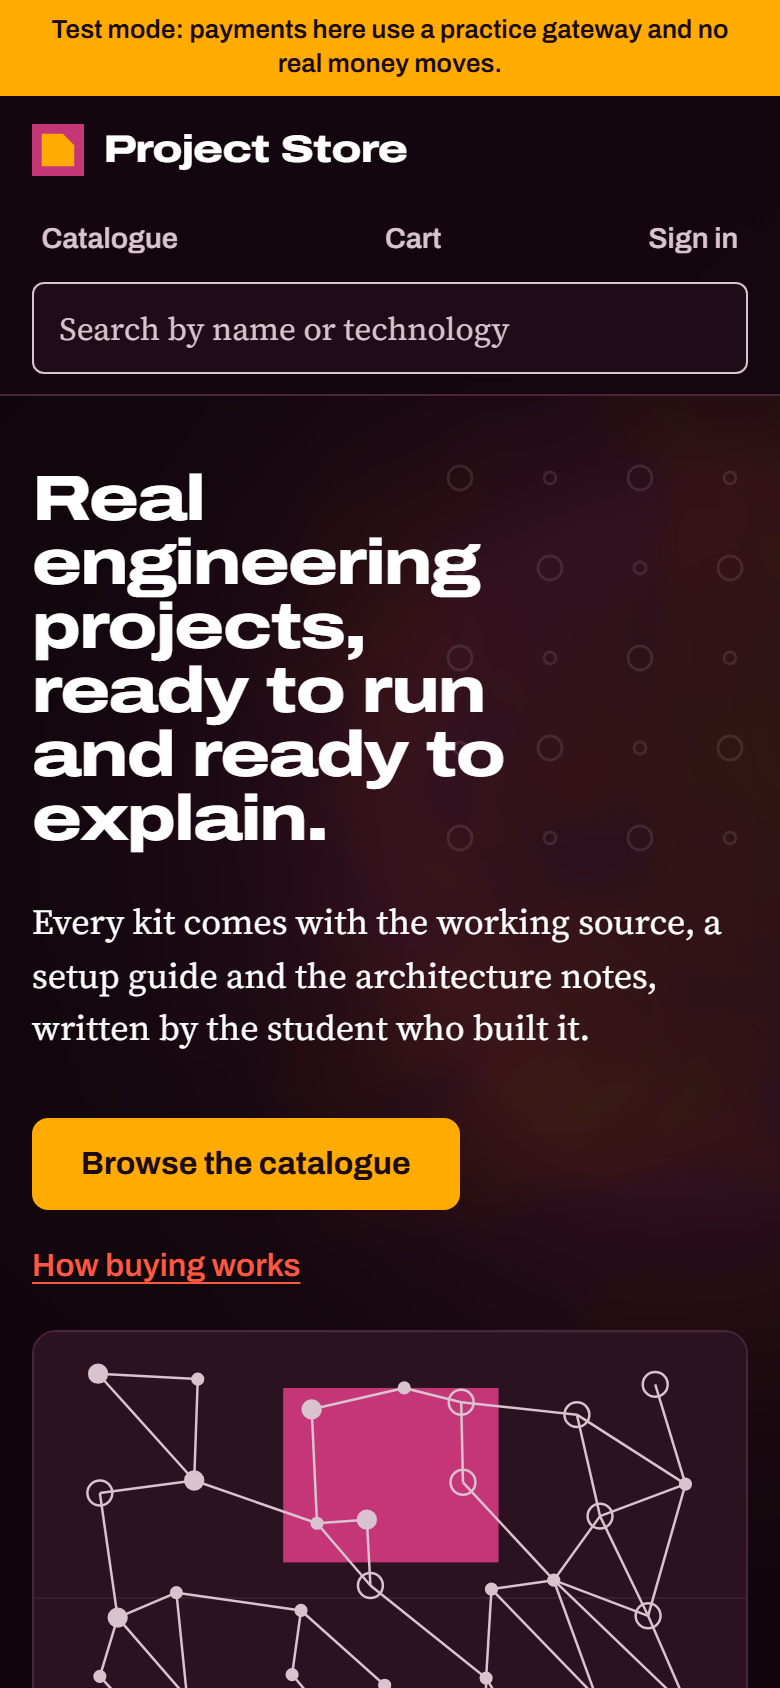 Test mode: payments here use a practice gateway and no
real money moves.
Project Store
Catalogue
Cart
Sign in
Search by name or technology
Real
engineering
projects,
ready to run
and ready to
explain.
Every kit comes with the working source, a
setup guide and the architecture notes,
written by the student who built it.
Browse the catalogue
How buying works